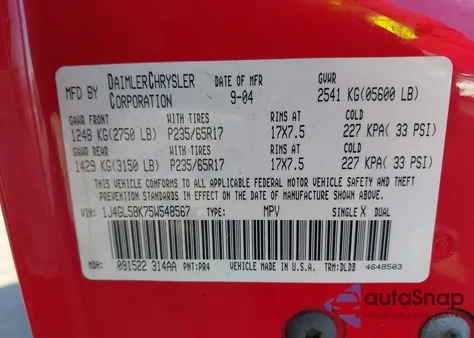 MFD BY DAIMLERCHRYSLER CORPORATION DATE OF MFR 9-04 GVWR 2541 KG(05600 LB)
GAWR FRONT WITH TIRES RIMS AT COLD
1248 KG(2750 LB) P235/65R17 17X7.5 227 KPA( 33 PSI)
GAWR REAR WITH TIRES RIMS AT COLD
1429 KG(3150 LB) P235/65R17 17X7.5 227 KPA( 33 PSI)
THIS VEHICLE CONFORMS TO ALL APPLICABLE FEDERAL MOTOR VEHICLE SAFETY AND THEFT
PREVENTION STANDARDS IN EFFECT ON THE DATE OF MANUFACTURE SHOWN ABOVE.
VIN: 1J4GL58K75W548567 TYPE: MPV SINGLE X DUAL
MDH: 091522 314AA PNT:PR4 VEHICLE MADE IN U.S.A. TRM:DLDB 4648503
autoSnap